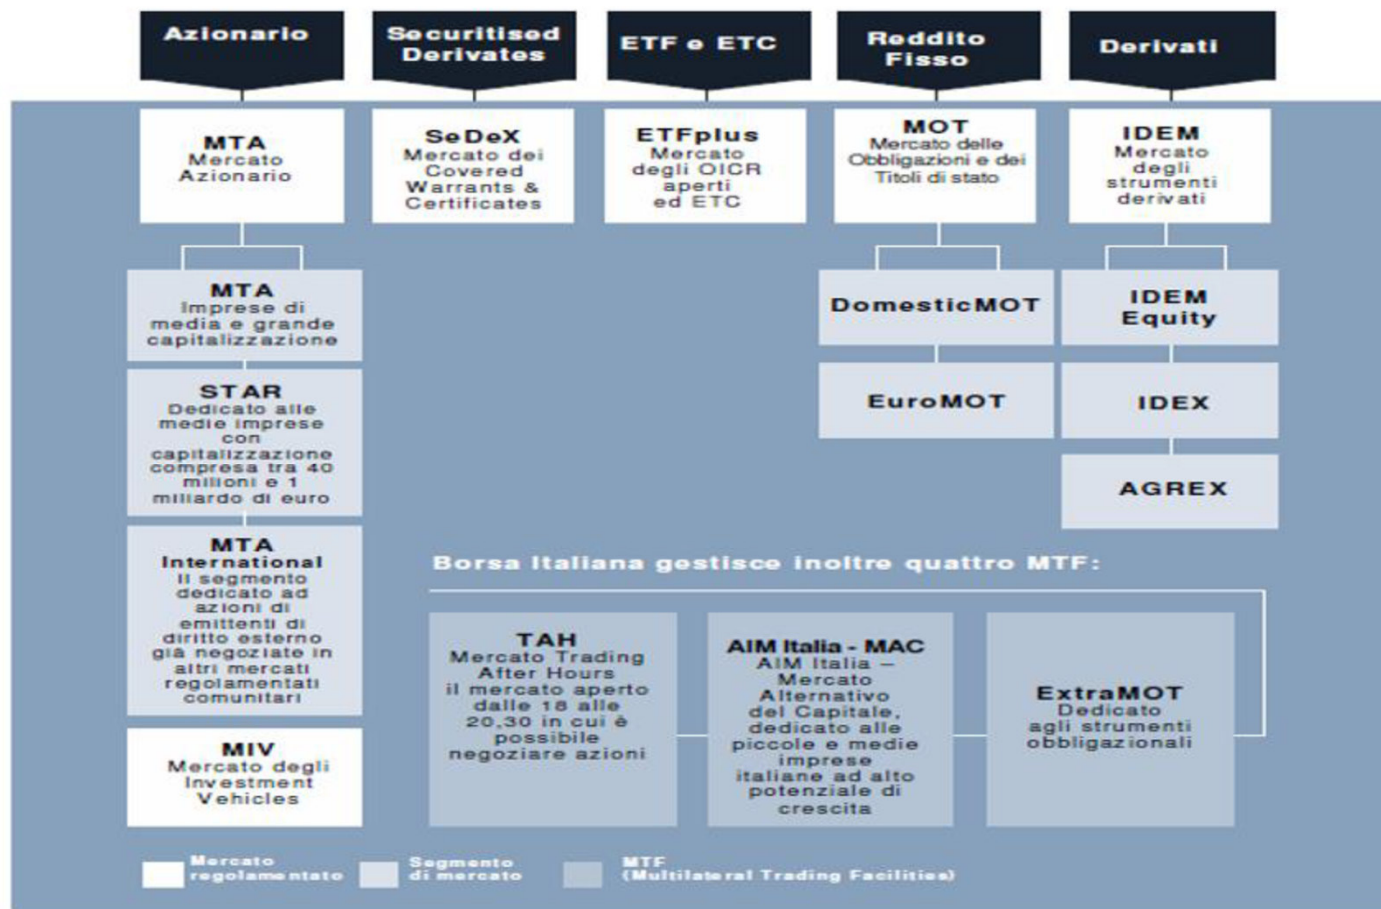 Azionario
Securitised
Derivates
ETF e ETC
Reddito
Fisso
Derivati
MTA
Mercato
Azionario
SeDeX
Mercato dei
Covered
Warrants &
Certificates
ETFplus
Mercato
degli OICR
aperti
ed ETC
MOT
Mercato delle
Obbligazioni e dei
Titoli di stato
IDEM
Mercato
degli
strumenti
derivati
MTA
Imprese di
media e grande
capitalizzazione
STAR
Dedicato alle
medie imprese
con
capitalizzazione
compresa tra 40
milioni e 1
miliardo di euro
MTA
International
Il segmento
dedicato ad
azioni di
emittenti di
diritto esterno
già negoziate in
altri mercati
regolamentati
comunitari
MIV
Mercato degli
Investment
Vehicles
DomesticMOT
EuroMOT
IDEM
Equity
IDEX
AGREX
Borsa Italiana gestisce inoltre quattro MTF:
TAH
Mercato Trading
After Hours
il mercato aperto
dalle 18 alle
20,30 in cui è
possibile
negoziare azioni
AIM Italia - MAC
AIM Italia –
Mercato
Alternativo
del Capitale,
dedicato alle
piccole e medie
imprese
italiane ad alto
potenziale di
crescita
ExtraMOT
Dedicato
agli strumenti
obbligazionali
Mercato
regolamentato
Segmento
di mercato
MTF
(Multilateral Trading Facilities)